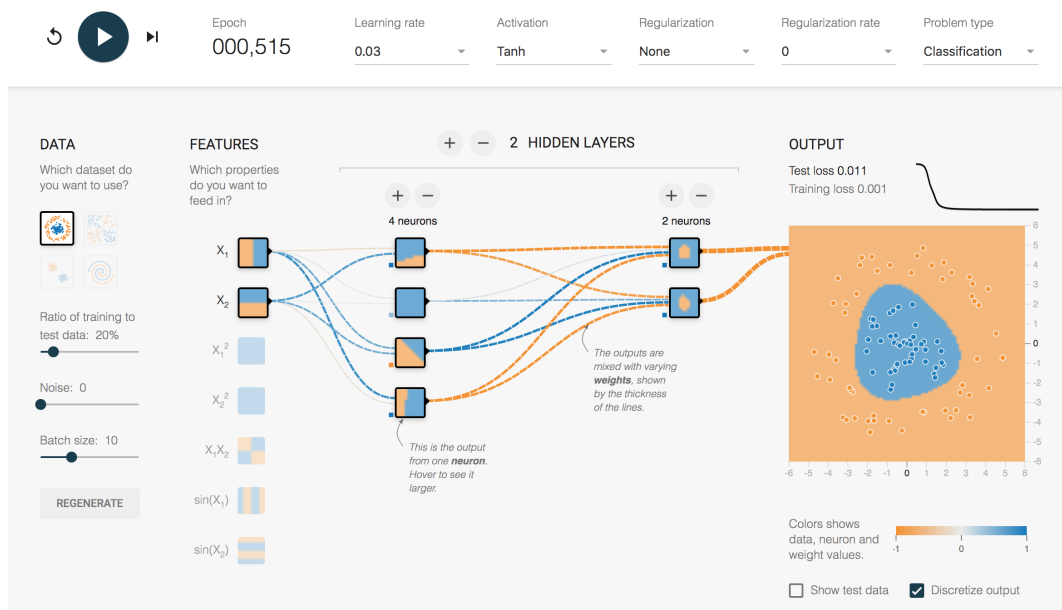 Epoch
000,515
Learning rate
0.03
Activation
Tanh
Regularization
None
Regularization rate
0
Problem type
Classification
DATA
Which dataset do
you want to use?
Ratio of training to
test data: 20%
Noise: 0
Batch size: 10
REGENERATE
FEATURES
Which properties
do you want to
feed in?
X1
X2
X1²
X2²
X1X2
sin(X1)
sin(X2)
+ − 2 HIDDEN LAYERS
+ −
4 neurons
+ −
2 neurons
This is the output
from one neuron.
Hover to see it
larger.
The outputs are
mixed with varying
weights, shown
by the thickness
of the lines.
OUTPUT
Test loss 0.011
Training loss 0.001
6
5
4
3
2
1
0
-1
-2
-3
-4
-5
-6
-6 -5 -4 -3 -2 -1 0 1 2 3 4 5 6
Colors shows
data, neuron and
weight values.
-1 0 1
Show test data
Discretize output